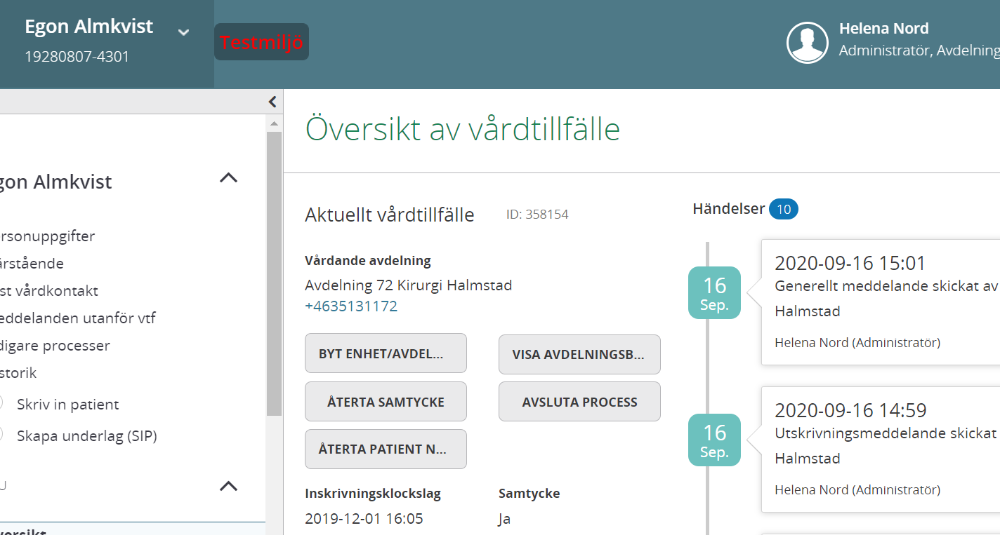 Egon Almkvist
19280807-4301
Testmiljö
Helena Nord
Administratör, Avdelning
gon Almkvist
rsonuppgifter
ärstående
st vårdkontakt
eddelanden utanför vtf
digare processer
storik
Skriv in patient
Skapa underlag (SIP)
U
versikt
Översikt av vårdtillfälle
Aktuellt vårdtillfälle
ID: 358154
Vårdande avdelning
Avdelning 72 Kirurgi Halmstad
+4635131172
BYT ENHET/AVDEL...
VISA AVDELNINGSB...
ÅTERTA SAMTYCKE
AVSLUTA PROCESS
ÅTERTA PATIENT N...
Inskrivningsklockslag
Samtycke
2019-12-01 16:05
Ja
Händelser 10
16
Sep.
2020-09-16 15:01
Generellt meddelande skickat av
Halmstad
Helena Nord (Administratör)
16
Sep.
2020-09-16 14:59
Utskrivningsmeddelande skickat
Halmstad
Helena Nord (Administratör)